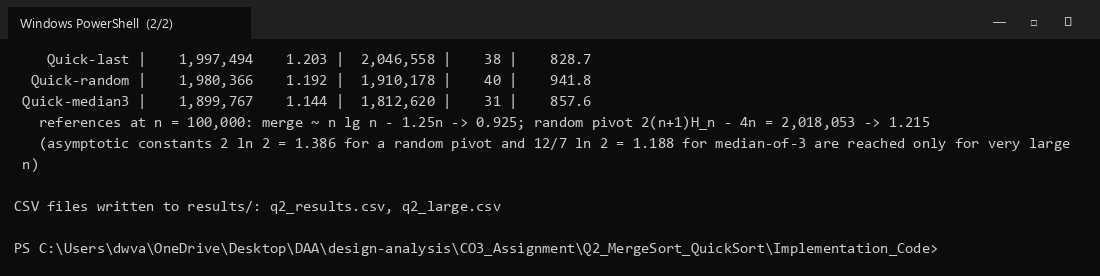 Windows PowerShell (2/2)
Quick-last |    1,997,494    1.203 |  2,046,558 |    38 |    828.7
Quick-random |    1,980,366    1.192 |  1,910,178 |    40 |    941.8
Quick-median3 |    1,899,767    1.144 |  1,812,620 |    31 |    857.6
references at n = 100,000: merge ~ n lg n - 1.25n -> 0.925; random pivot 2(n+1)H_n - 4n = 2,018,053 -> 1.215
(asymptotic constants 2 ln 2 = 1.386 for a random pivot and 12/7 ln 2 = 1.188 for median-of-3 are reached only for very large
n)
CSV files written to results/: q2_results.csv, q2_large.csv
PS C:\Users\dwva\OneDrive\Desktop\DAA\design-analysis\CO3_Assignment\Q2_MergeSort_QuickSort\Implementation_Code>